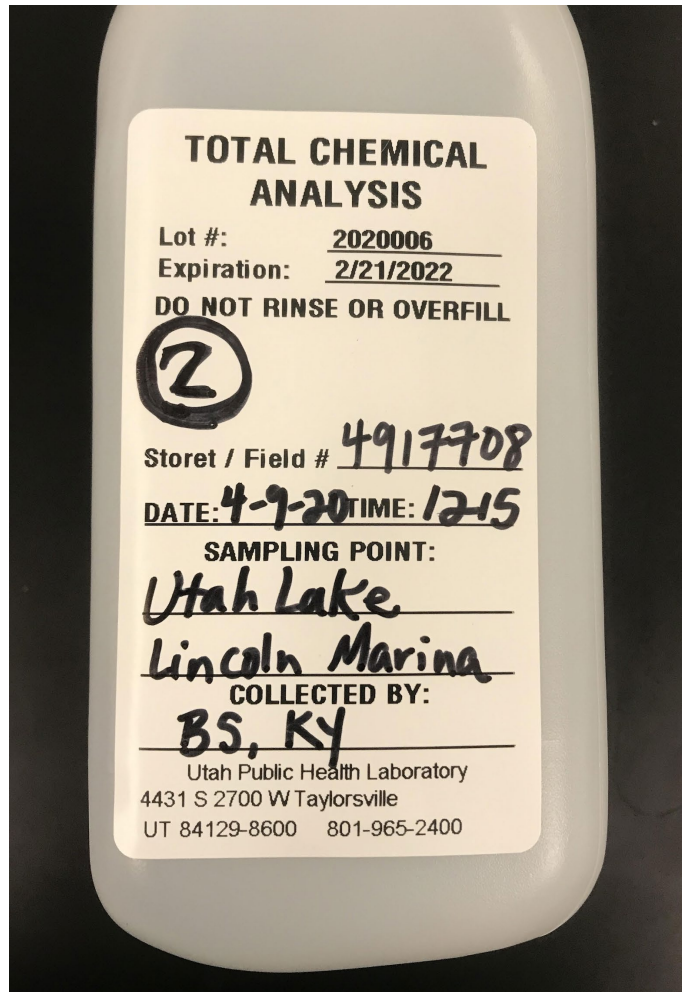 TOTAL CHEMICAL
ANALYSIS
Lot #: 2020006
Expiration: 2/21/2022
DO NOT RINSE OR OVERFILL
2
Storet / Field # 4917708
DATE: 4-9-20 TIME: 1215
SAMPLING POINT:
Utah Lake
Lincoln Marina
COLLECTED BY:
BS, KY
Utah Public Health Laboratory
4431 S 2700 W Taylorsville
UT 84129-8600 801-965-2400